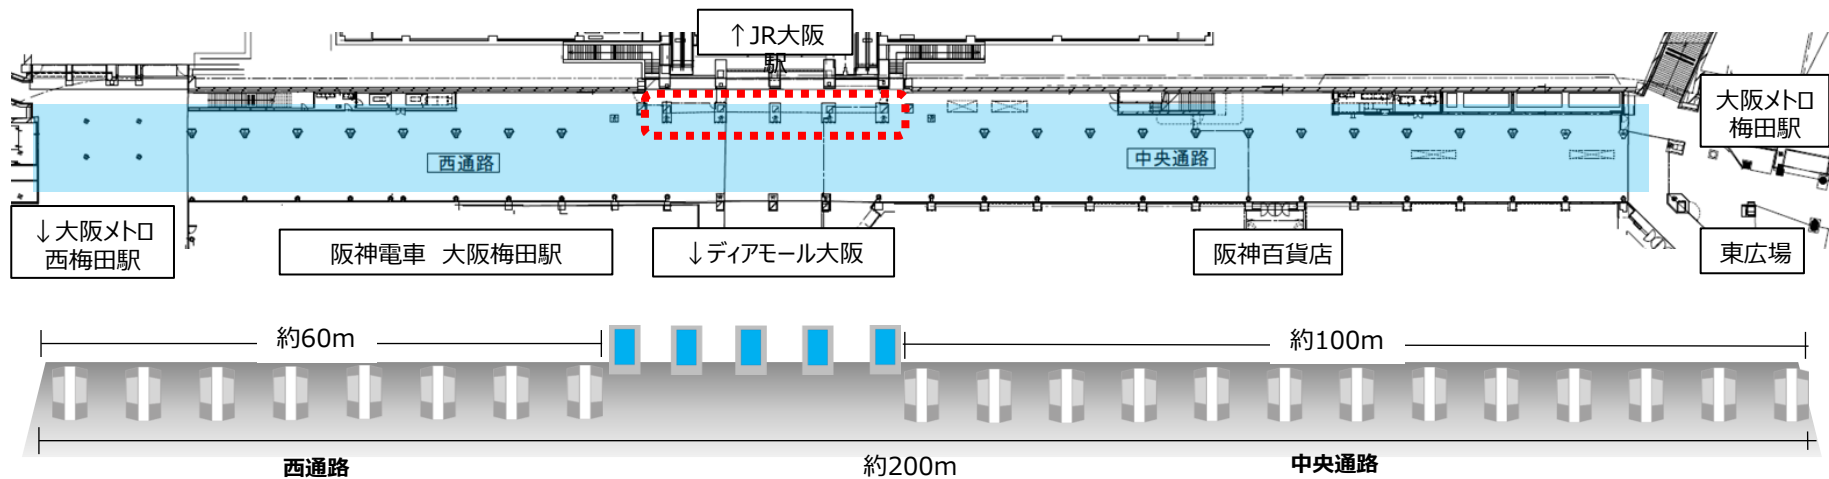 ↑JR大阪
駅
大阪メトロ
梅田駅
西通路
中央通路
↓大阪メトロ
西梅田駅
阪神電車　大阪梅田駅
↓ディアモール大阪
阪神百貨店
東広場
約60m
約100m
西通路
約200m
中央通路